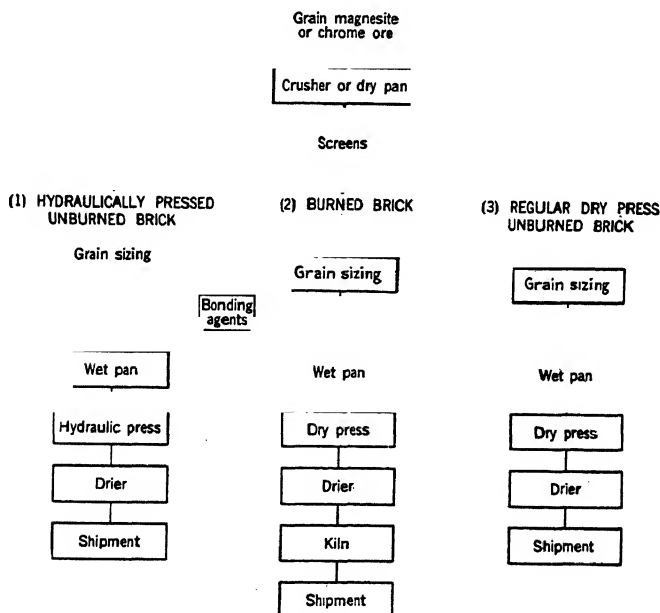 Grain magnesite
or chrome ore
Crusher or dry pan
Screens
(1) HYDRAULICALLY PRESSED
UNBURNED BRICK
Grain sizing
Bonding
agents
Wet pan
Hydraulic press
Drier
Shipment
(2) BURNED BRICK
Grain sizing
Wet pan
Dry press
Drier
Kiln
Shipment
(3) REGULAR DRY PRESS
UNBURNED BRICK
Grain sizing
Wet pan
Dry press
Drier
Shipment